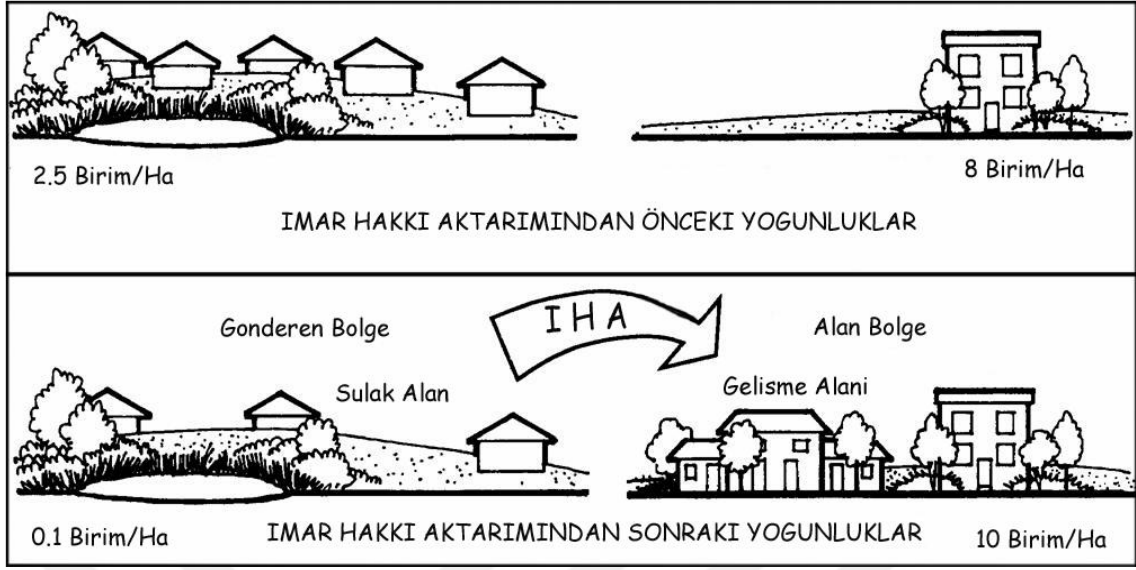 2.5 Birim/Ha
8 Birim/Ha
IMAR HAKKI AKTARIMINDAN ÖNCEKI YOGUNLUKLAR
IHA
Gonderen Bolge
Alan Bolge
Sulak Alan
Gelisme Alani
0.1 Birim/Ha
IMAR HAKKI AKTARIMINDAN SONRAKI YOGUNLUKLAR
10 Birim/Ha